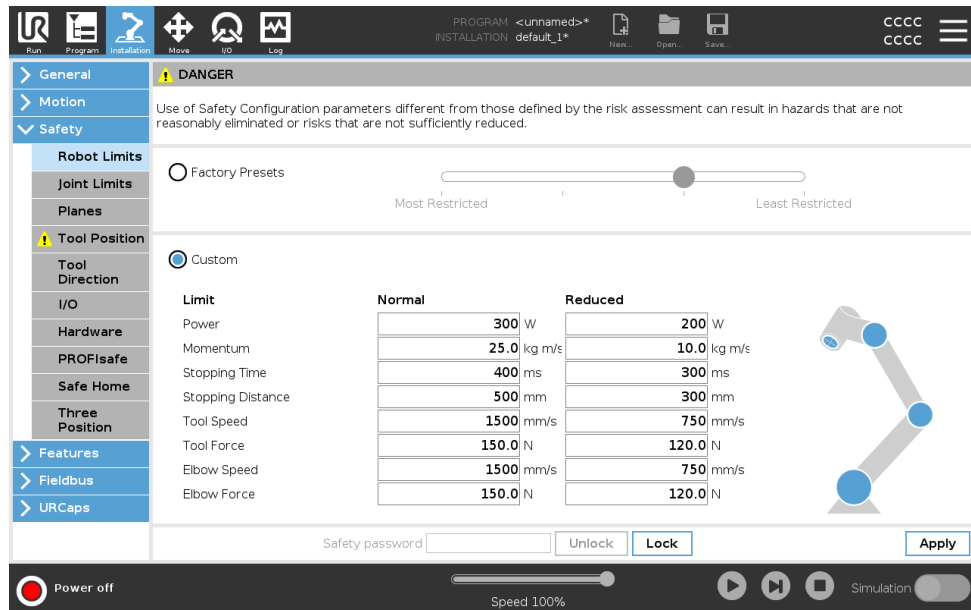 UR
PROGRAM <unnamed>*
INSTALLATION default_1*
CCCC
CCCC
Run Program Installation Move I/O Log New... Open... Save...
General
Motion
Safety
Robot Limits
Joint Limits
Planes
Tool Position
Tool
Direction
I/O
Hardware
PROFIsafe
Safe Home
Three
Position
Features
Fieldbus
URCaps
DANGER
Use of Safety Configuration parameters different from those defined by the risk assessment can result in hazards that are not
reasonably eliminated or risks that are not sufficiently reduced.
Factory Presets
Most Restricted Least Restricted
Custom
Limit Normal Reduced
Power 300 W 200 W
Momentum 25.0 kg m/s 10.0 kg m/s
Stopping Time 400 ms 300 ms
Stopping Distance 500 mm 300 mm
Tool Speed 1500 mm/s 750 mm/s
Tool Force 150.0 N 120.0 N
Elbow Speed 1500 mm/s 750 mm/s
Elbow Force 150.0 N 120.0 N
Safety password Unlock Lock Apply
Power off
Speed 100%
Simulation